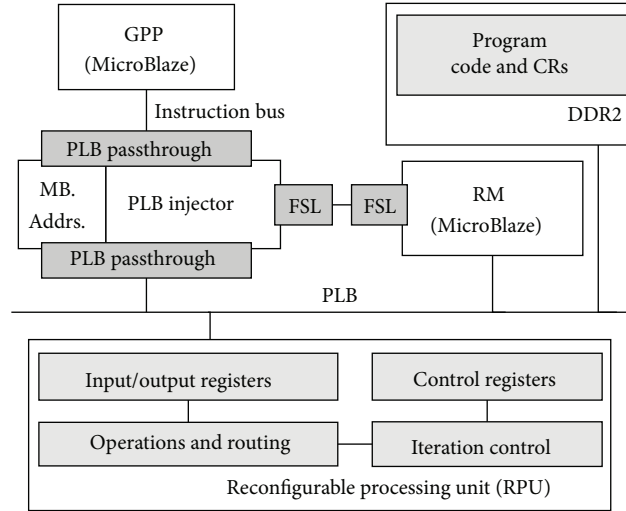 GPP
(MicroBlaze)
Program
code and CRs
DDR2
Instruction bus
PLB passthrough
MB.
Addrs.
PLB injector
FSL
FSL
RM
(MicroBlaze)
PLB passthrough
PLB
Input/output registers
Control registers
Operations and routing
Iteration control
Reconfigurable processing unit (RPU)